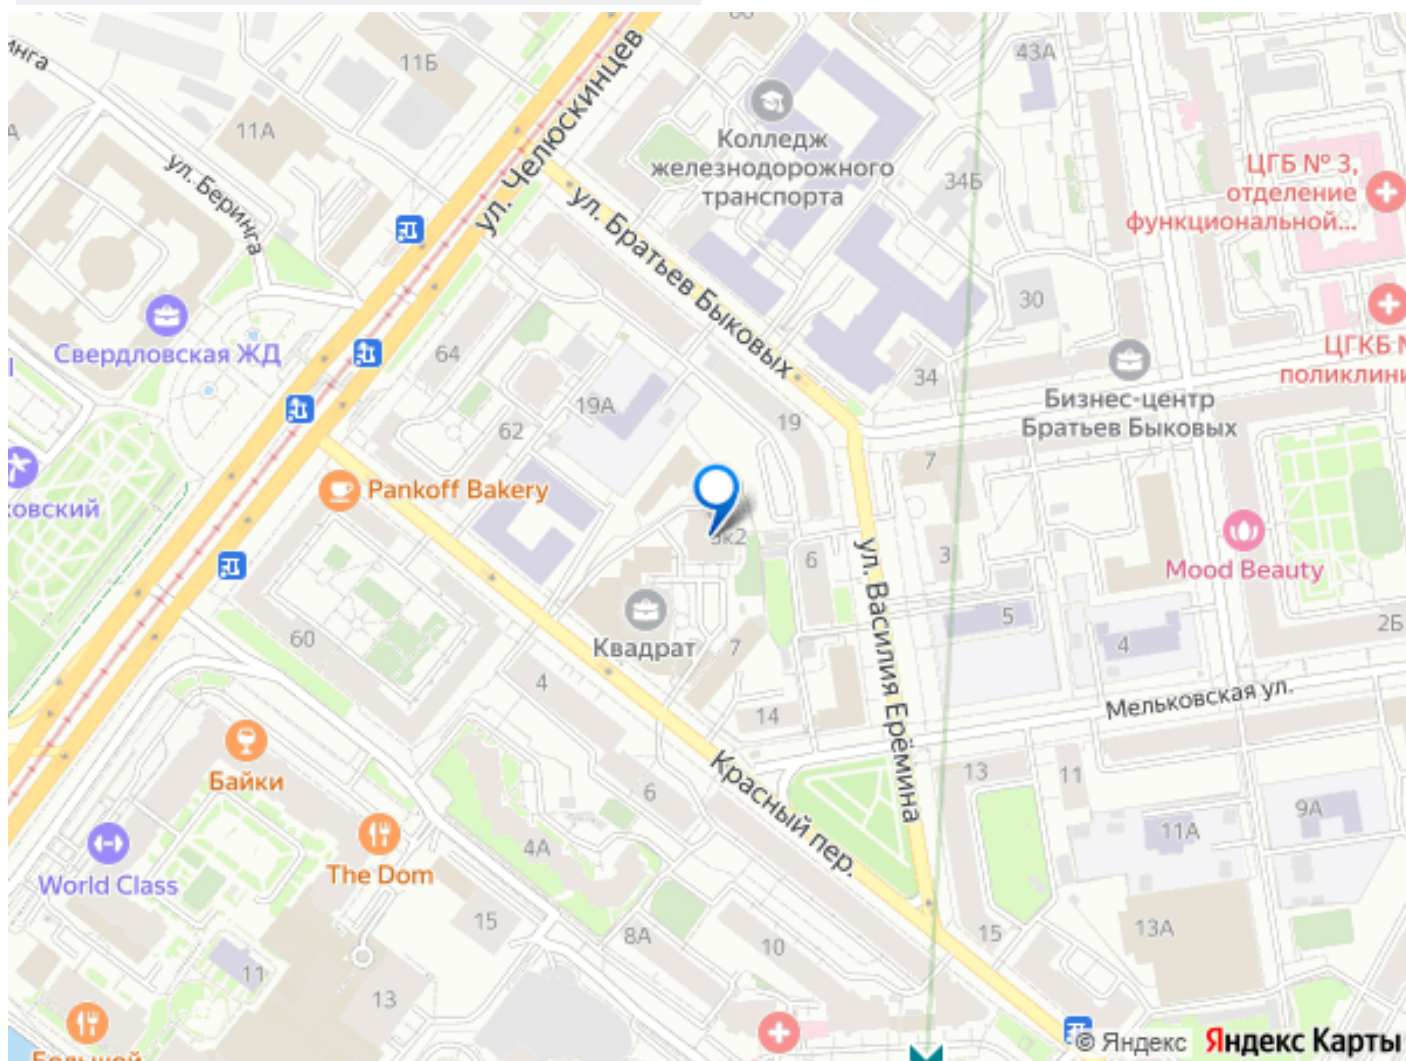 11Б
43А
11А
ул. Беринга
ул. Челюскинцев
Колледж
железнодорожного
транспорта
34Б
ЦГБ № 3,
отделение
функциональной...
ул. Братьев Быковых
30
Свердловская ЖД
64
34
Бизнес-центр
Братьев Быковых
19А
62
19
7
Pankoff Bakery
6
3
ул. Василия Ерёмина
Mood Beauty
5
4
2Б
Квадрат
7
60
4
14
Мельковская ул.
Байки
Красный пер.
13
11
6
9А
11А
4А
The Dom
World Class
15
8А
10
15
13А
11
13
© Яндекс Яндекс Карты